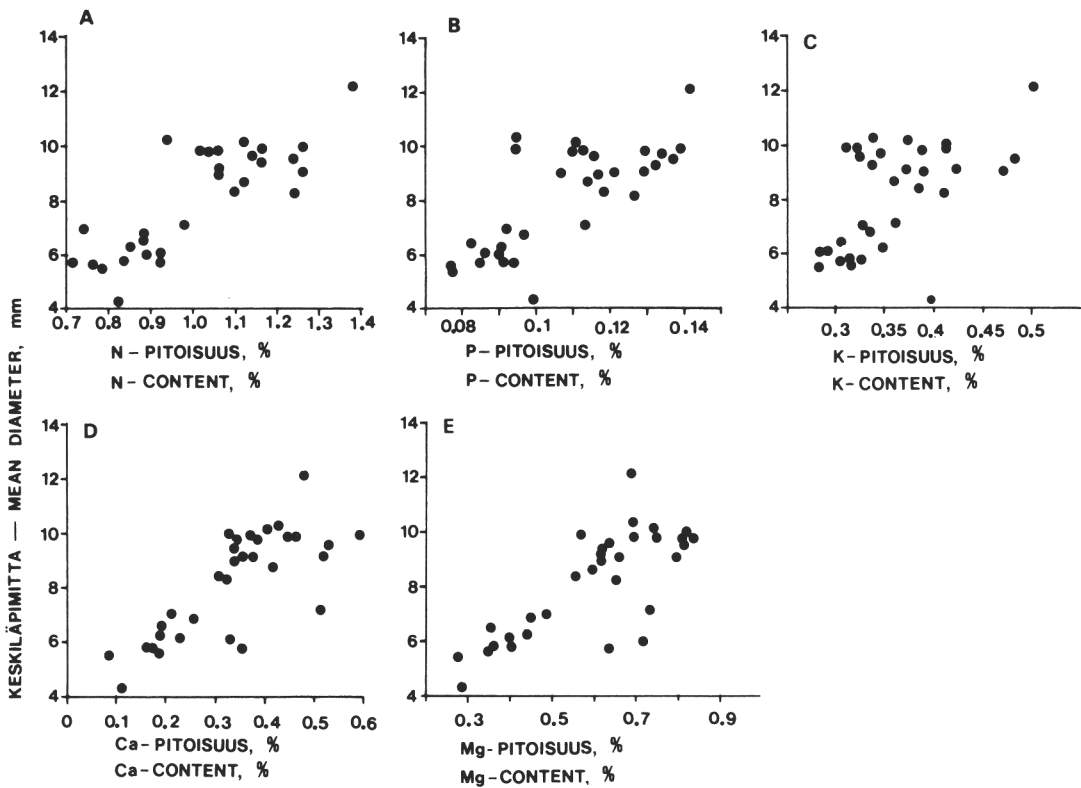 A
14
12
10
8
6
4
0.7 0.8 0.9 1.0 1.1 1.2 1.3 1.4
N – PITOISUUS, %
N – CONTENT, %
B
14
12
10
8
6
4
0.08 0.1 0.12 0.14
P – PITOISUUS, %
P – CONTENT, %
C
14
12
10
8
6
4
0.3 0.35 0.4 0.45 0.5
K – PITOISUUS, %
K – CONTENT, %
KESKILÄPIMITTA — MEAN DIAMETER, mm
D
14
12
10
8
6
4
0 0.1 0.2 0.3 0.4 0.5 0.6
Ca – PITOISUUS, %
Ca – CONTENT, %
E
14
12
10
8
6
4
0.3 0.5 0.7 0.9
Mg – PITOISUUS, %
Mg – CONTENT, %